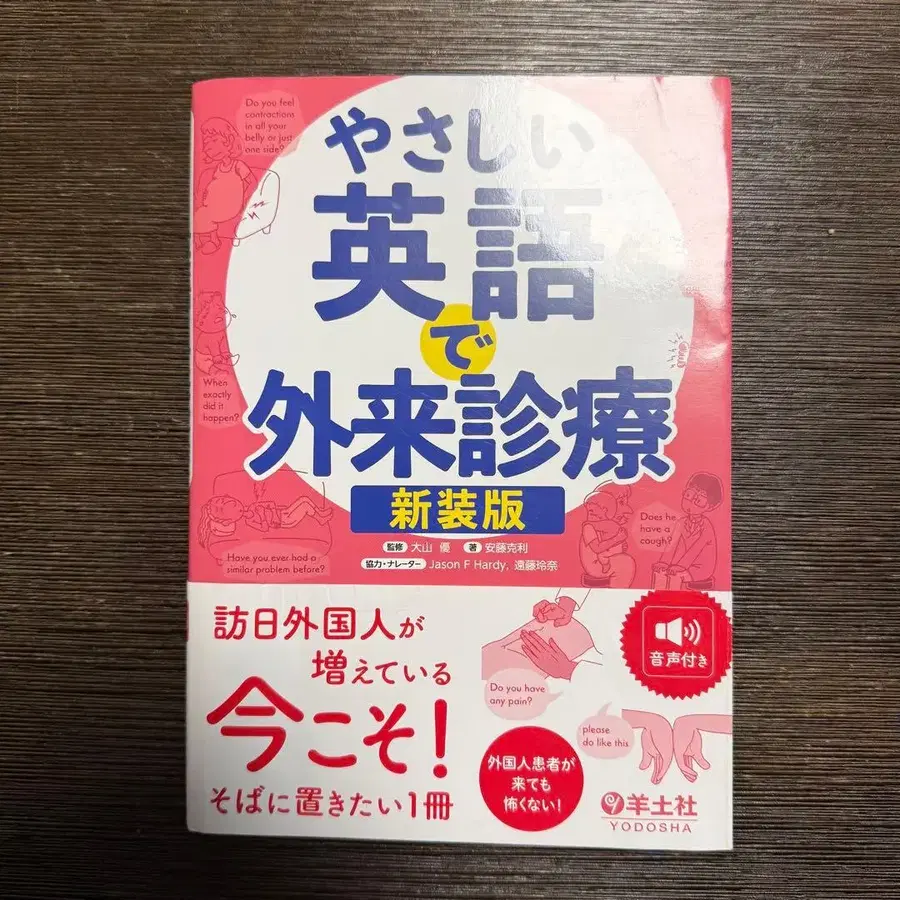 Do you feel
contractions
in all your
belly or just
one side?
やさしい
英語
で
外来診療
新装版
When
exactly
did it
happen?
Have you ever had a
similar problem before?
Does he
have a
cough?
監修 大山 優 著 安藤克利
協力・ナレーター Jason F Hardy, 遠藤玲奈
訪日外国人が
増えている
今こそ!
そばに置きたい1冊
Do you have
any pain?
please
do like this
外国人患者が
来ても
怖くない!
音声付き
羊土社
YODOSHA